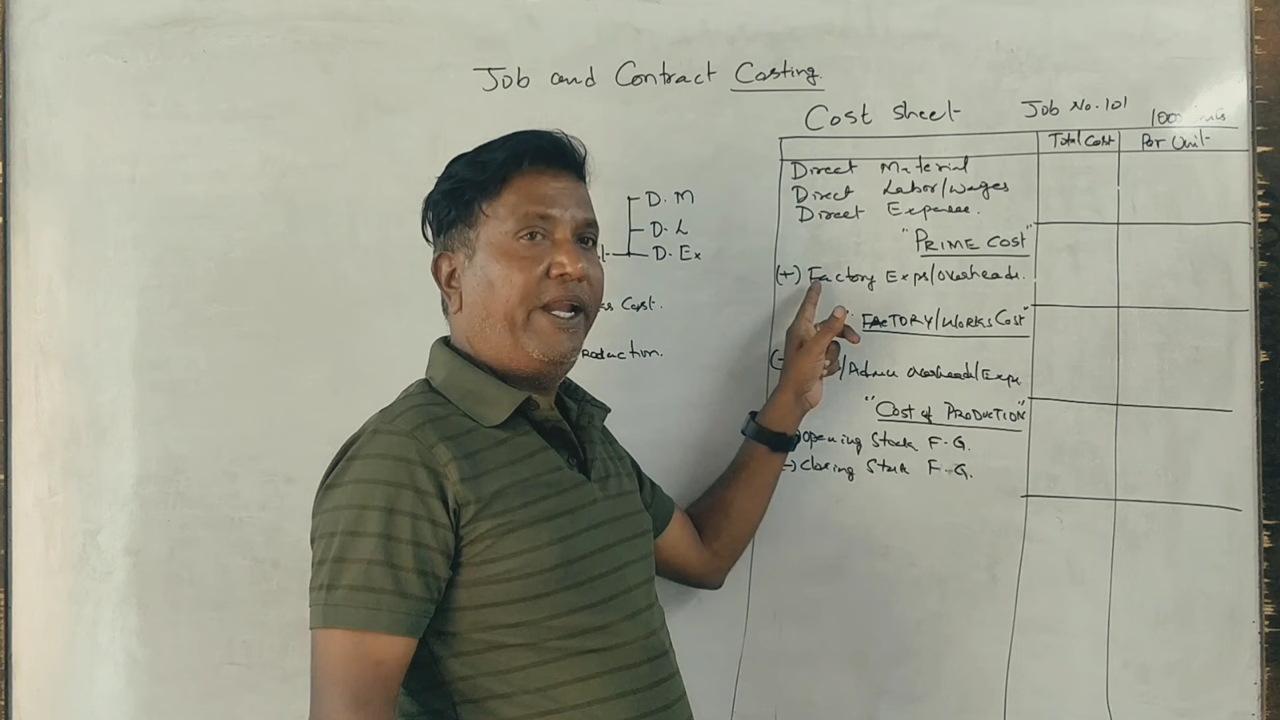 Job and Contract Costing.
Cost sheet Job No. 101
Total Cost Per Unit
Direct Material
Direct Labor/wages
Direct Expense.
"PRIME COST"
(+) Factory Exps/overheads.
"FACTORY/WORKS COST"
/Admn overheads/Exps
"Cost of PRODUCTION"
Opening Stock F.G.
(-) Closing Stock F.G.
D. M
D. L
D. Ex
Cost.